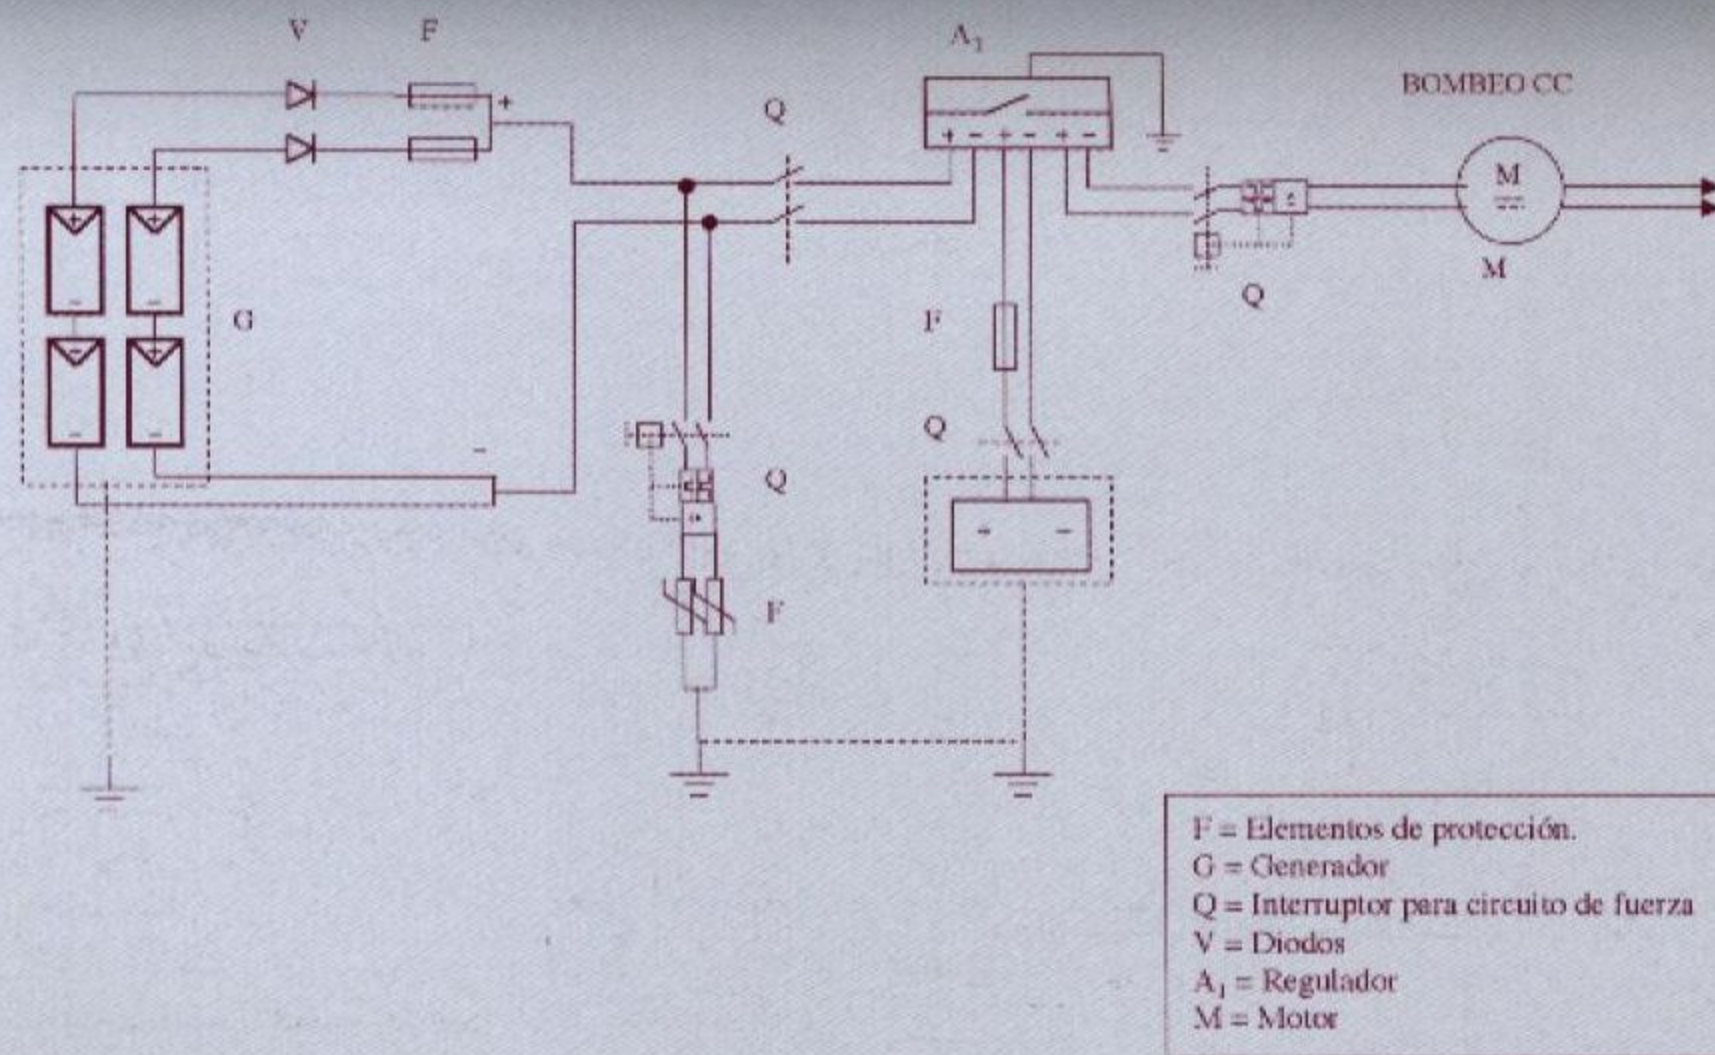 V
F
A₁
BOMBEO CC
Q
+
+ − + − + −
M
M
Q
+
+
G
F
−
−
−
+
−
−
Q
−
Q
+ −
F
F = Elementos de protección.
G = Generador
Q = Interruptor para circuito de fuerza
V = Diodos
A₁ = Regulador
M = Motor